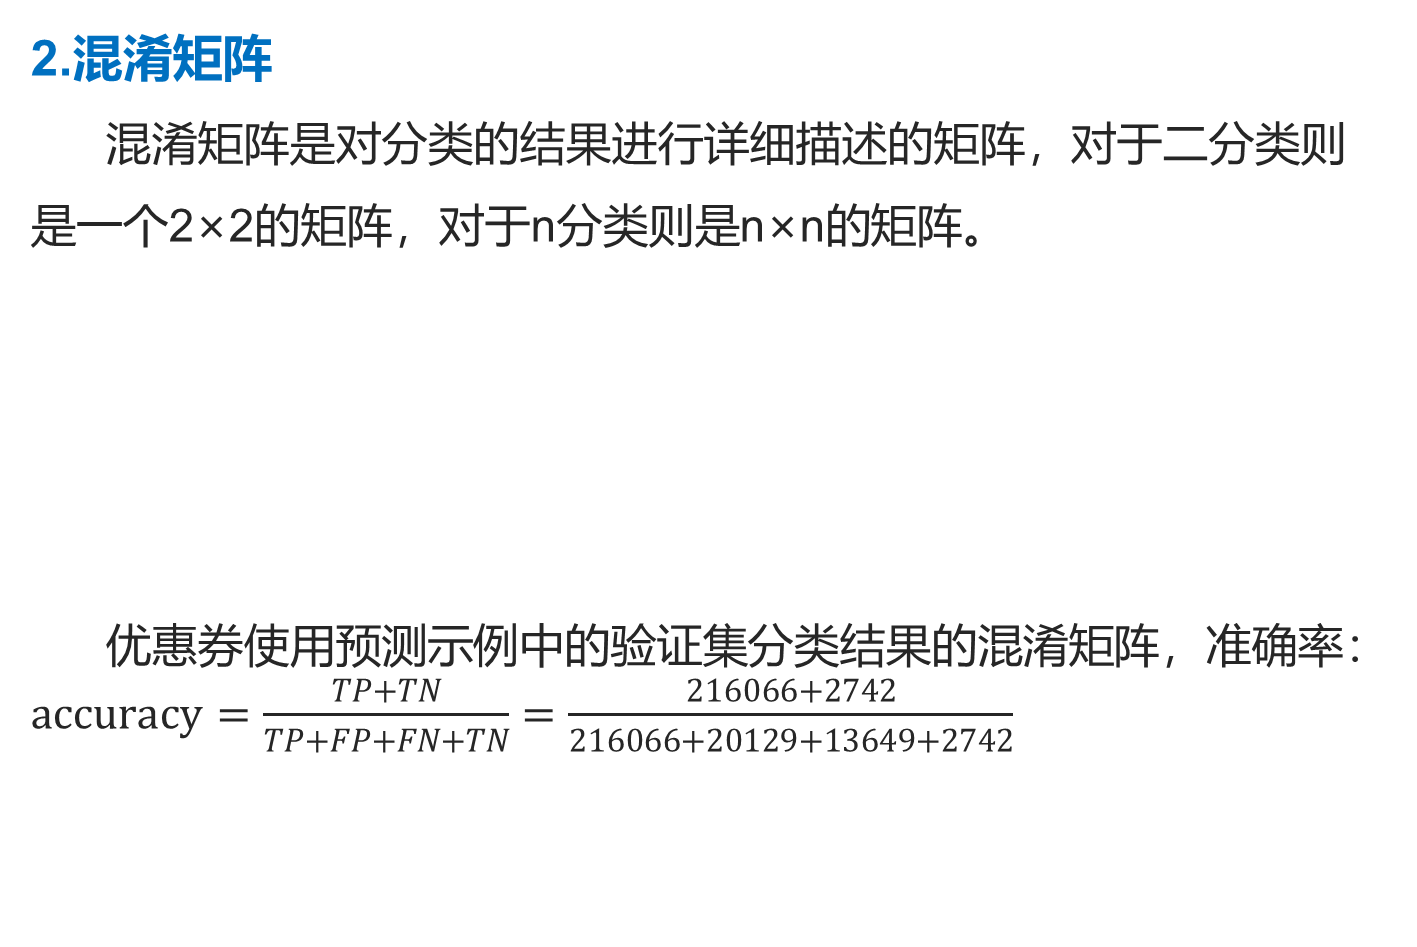 2.混淆矩阵
混淆矩阵是对分类的结果进行详细描述的矩阵，对于二分类则
是一个2×2的矩阵，对于n分类则是n×n的矩阵。
优惠券使用预测示例中的验证集分类结果的混淆矩阵，准确率：
accuracy = \frac{TP+TN}{TP+FP+FN+TN} = \frac{216066+2742}{216066+20129+13649+2742}